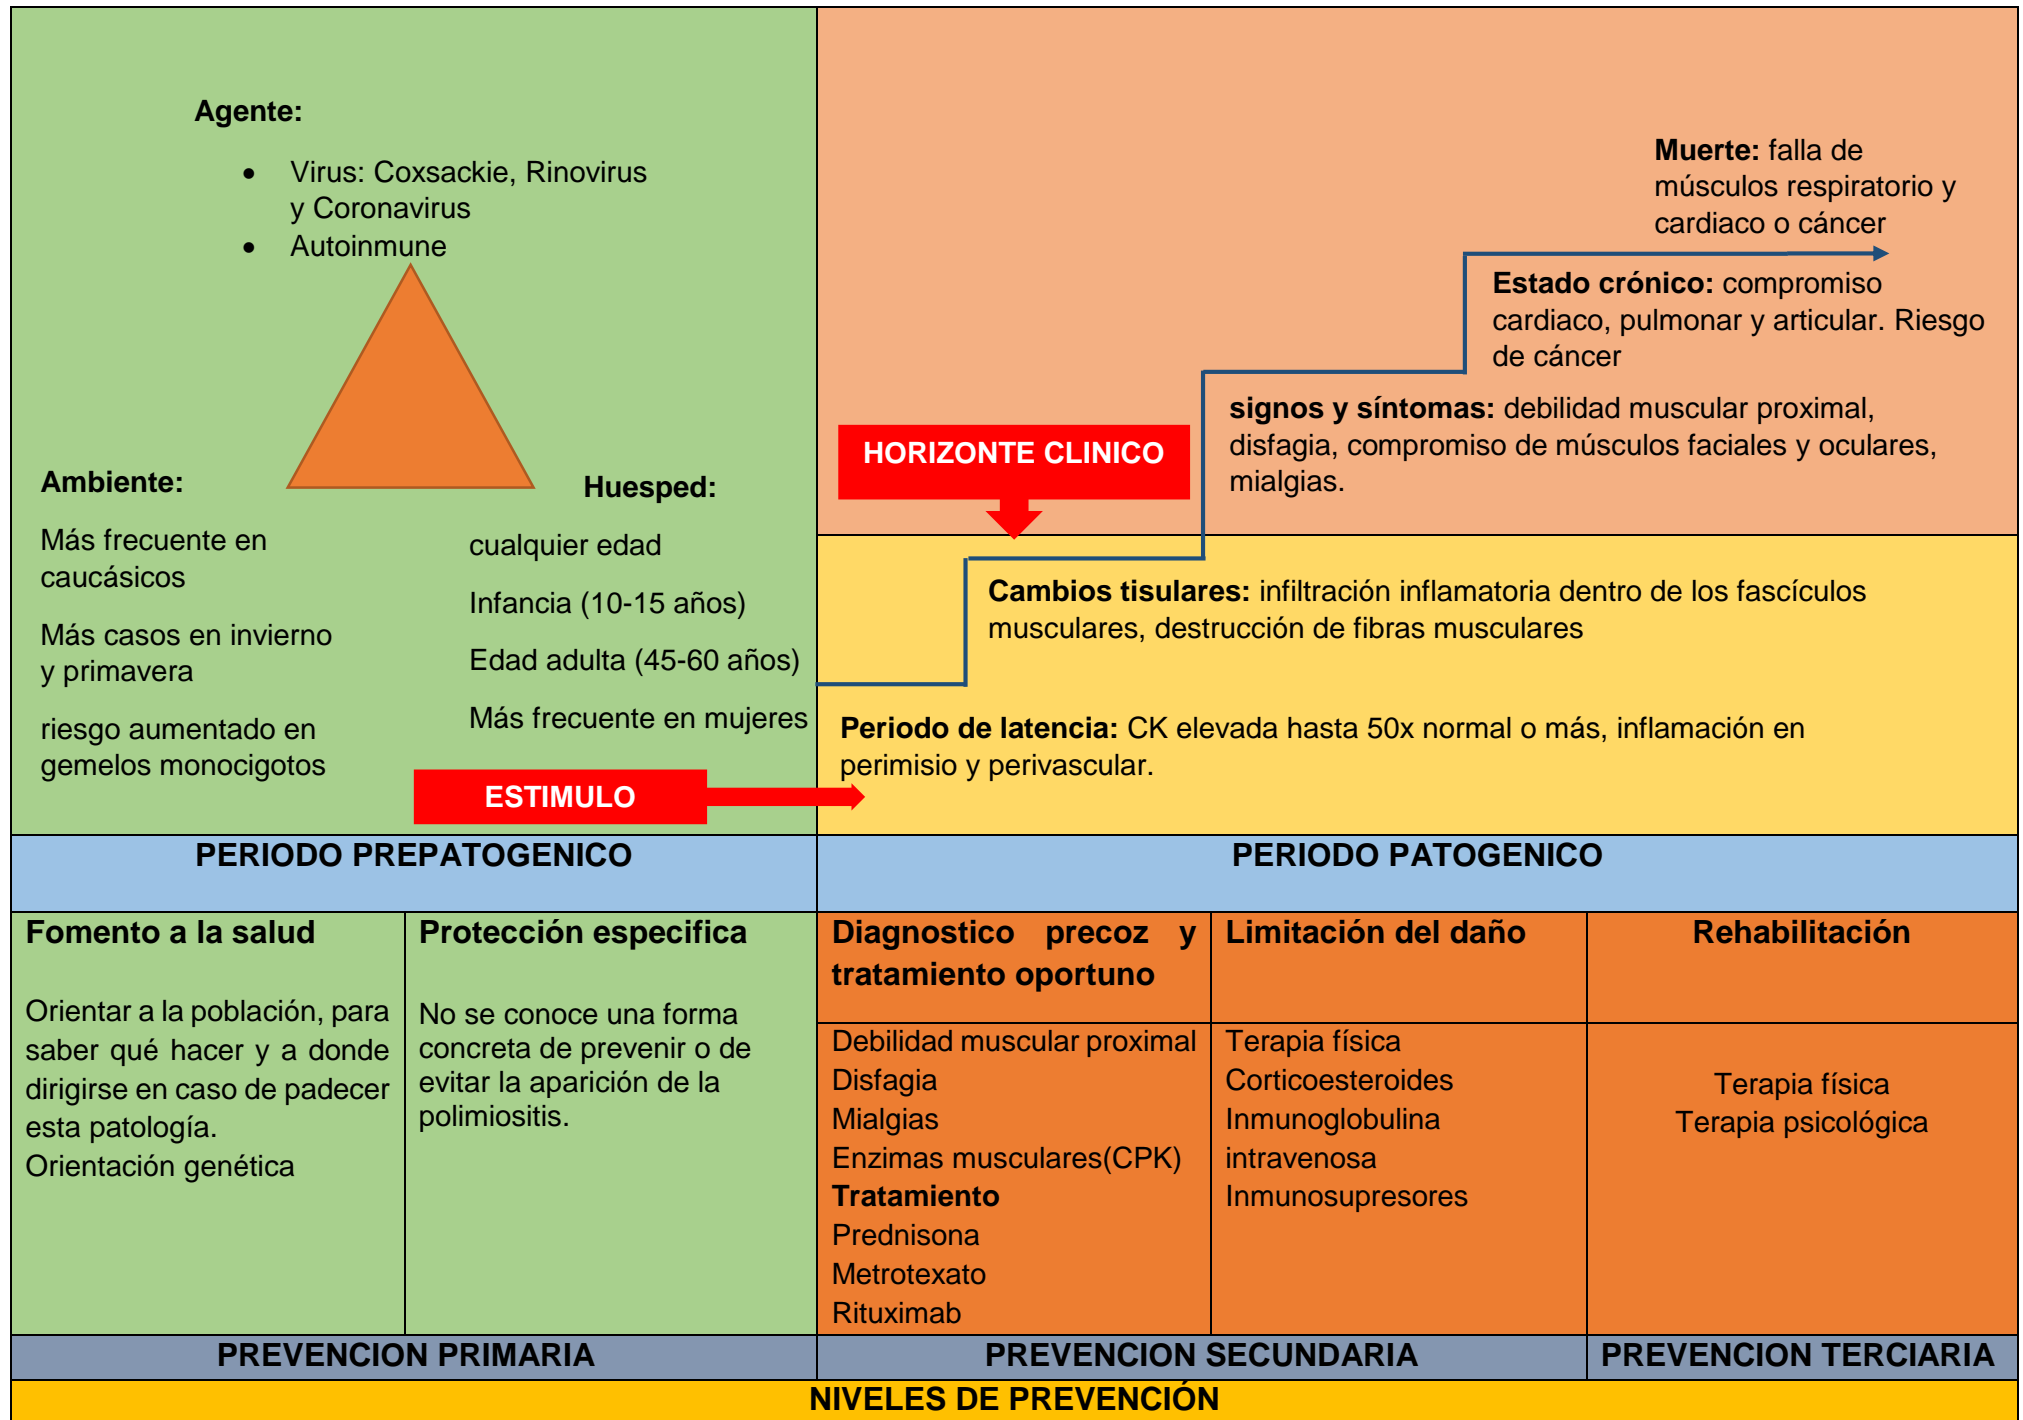 Agente:
• Virus: Coxsackie, Rinovirus
y Coronavirus
• Autoinmune
Ambiente:
Más frecuente en
caucásicos
Más casos en invierno
y primavera
riesgo aumentado en
gemelos monocigotos
Huesped:
cualquier edad
Infancia (10-15 años)
Edad adulta (45-60 años)
Más frecuente en mujeres
ESTIMULO
Muerte: falla de
músculos respiratorio y
cardiaco o cáncer
Estado crónico: compromiso
cardiaco, pulmonar y articular. Riesgo
de cáncer
signos y síntomas: debilidad muscular proximal,
disfagia, compromiso de músculos faciales y oculares,
mialgias.
HORIZONTE CLINICO
Cambios tisulares: infiltración inflamatoria dentro de los fascículos
musculares, destrucción de fibras musculares
Periodo de latencia: CK elevada hasta 50x normal o más, inflamación en
perimisio y perivascular.
PERIODO PREPATOGENICO
PERIODO PATOGENICO
Fomento a la salud
Orientar a la población, para
saber qué hacer y a donde
dirigirse en caso de padecer
esta patología.
Orientación genética
Protección especifica
No se conoce una forma
concreta de prevenir o de
evitar la aparición de la
polimiositis.
Diagnostico precoz y
tratamiento oportuno
Debilidad muscular proximal
Disfagia
Mialgias
Enzimas musculares(CPK)
Tratamiento
Prednisona
Metrotexato
Rituximab
Limitación del daño
Terapia física
Corticoesteroides
Inmunoglobulina
intravenosa
Inmunosupresores
Rehabilitación
Terapia física
Terapia psicológica
PREVENCION PRIMARIA
PREVENCION SECUNDARIA
PREVENCION TERCIARIA
NIVELES DE PREVENCIÓN